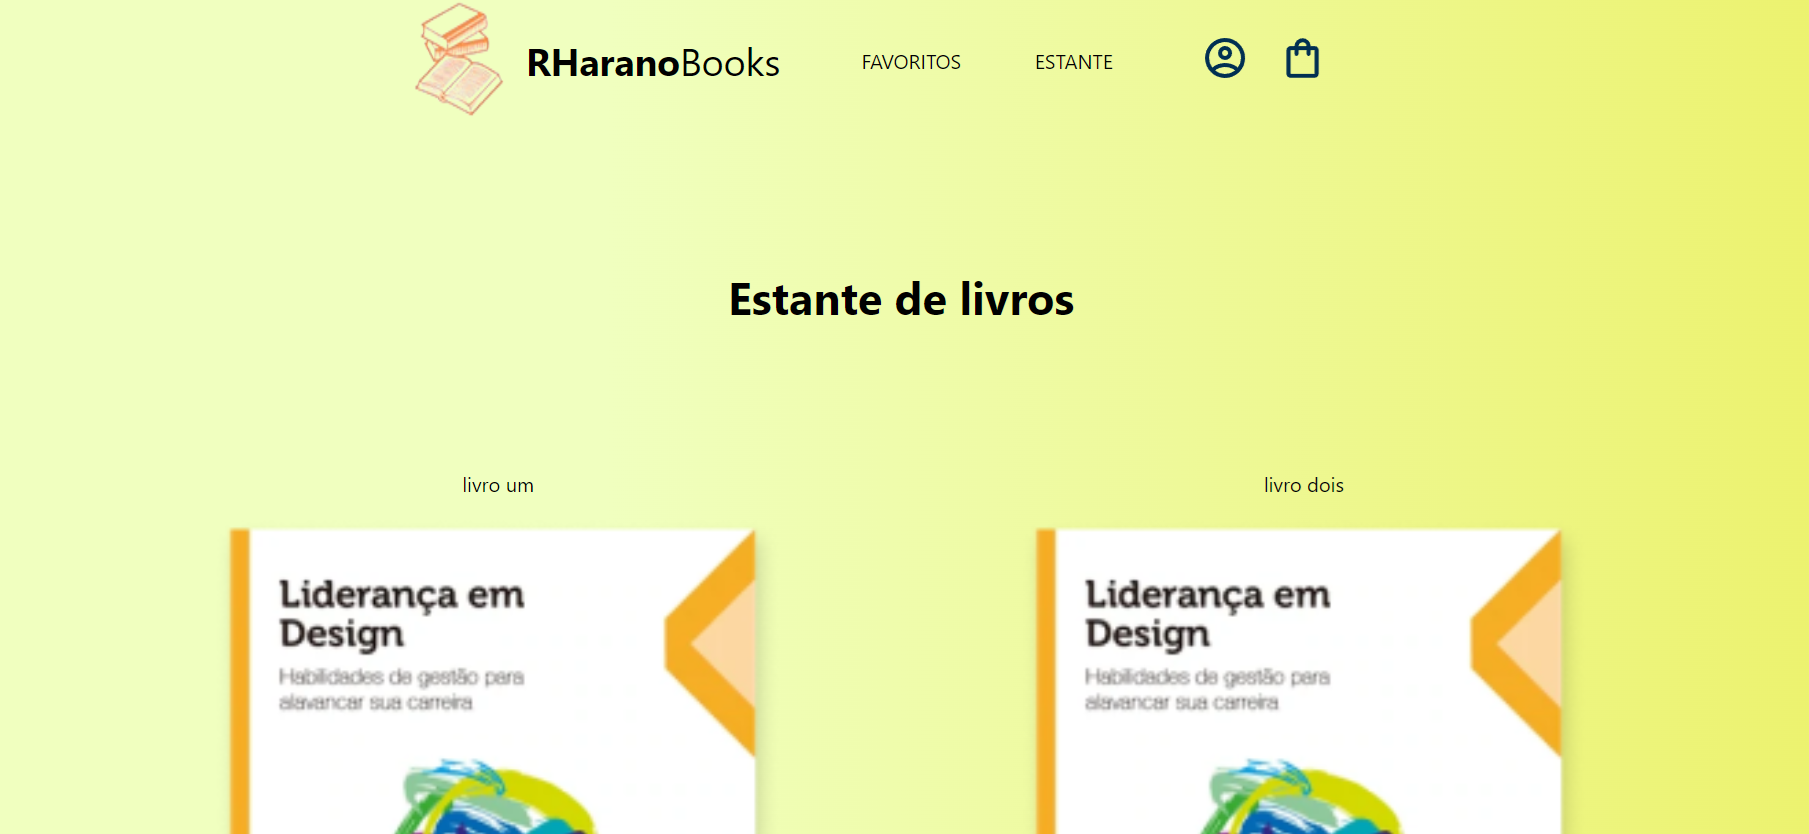 RHaranoBooks
FAVORITOS
ESTANTE
Estante de livros
livro um
livro dois
Liderança em
Design
Habilidades de gestão para
alavancar sua carreira
Liderança em
Design
Habilidades de gestão para
alavancar sua carreira